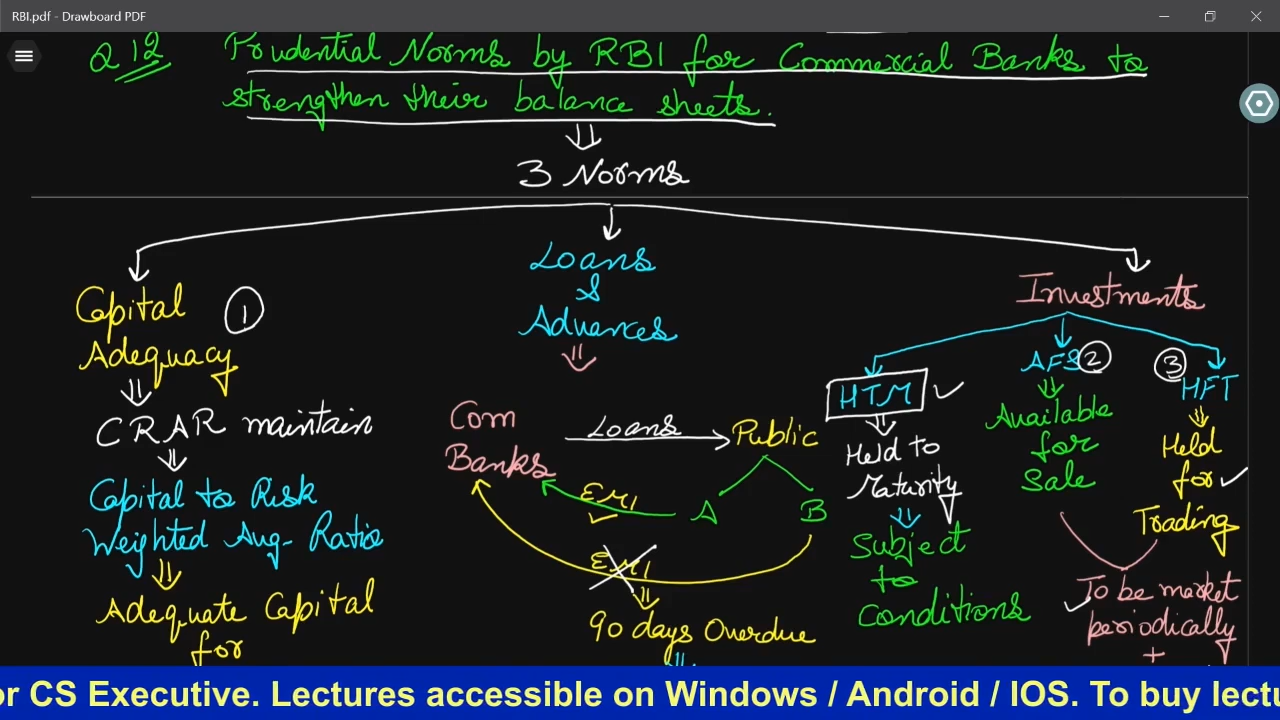 RBI.pdf - Drawboard PDF
Q 12 Prudential Norms by RBI for Commercial Banks to
strengthen their balance sheets.
3 Norms
Capital
Adequacy
1
CRAR maintain
Capital to Risk
Weighted Aug- Ratio
Adequate Capital
for
Loans
&
Advances
Com
Banks
Loans
Public
A
B
EMI
EMI
90 days Overdue
Investments
HTM
Held to
Maturity
Subject
to
Conditions
AFS 2
Available
for
Sale
3 HFT
Held
for
Trading
To be market
periodically
+
or CS Executive. Lectures accessible on Windows / Android / IOS. To buy lectu